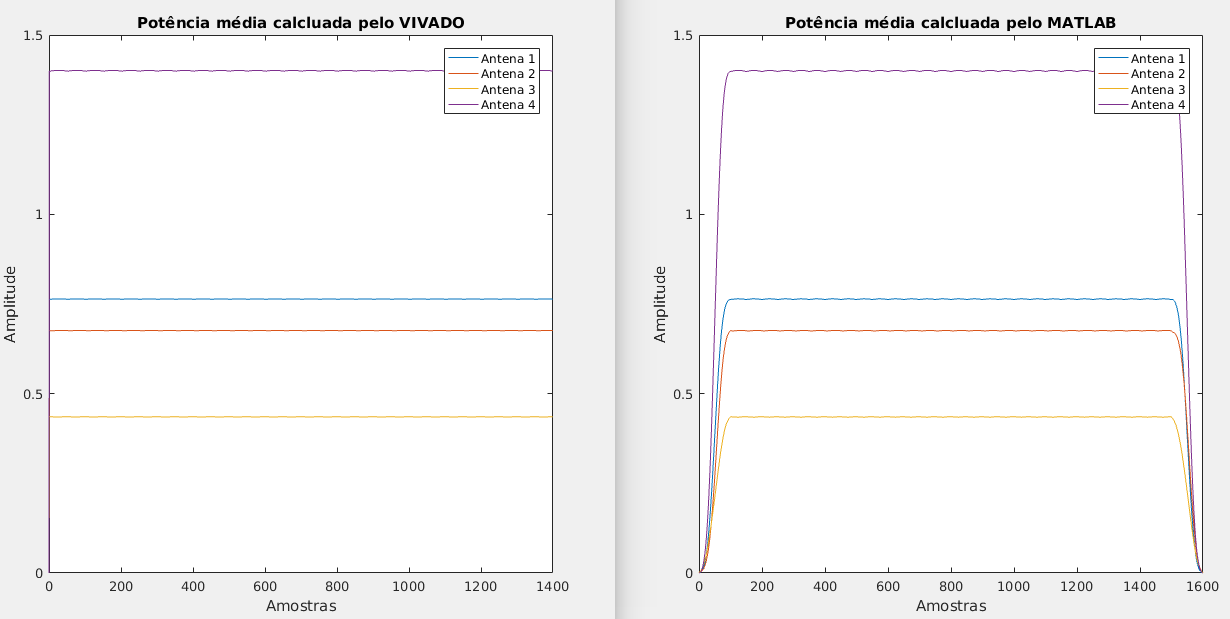 Potência média calcluada pelo VIVADO
1.5
1
0.5
0
Amplitude
Antena 1
Antena 2
Antena 3
Antena 4
0 200 400 600 800 1000 1200 1400
Amostras
Potência média calcluada pelo MATLAB
1.5
1
0.5
0
Amplitude
Antena 1
Antena 2
Antena 3
Antena 4
0 200 400 600 800 1000 1200 1400 1600
Amostras